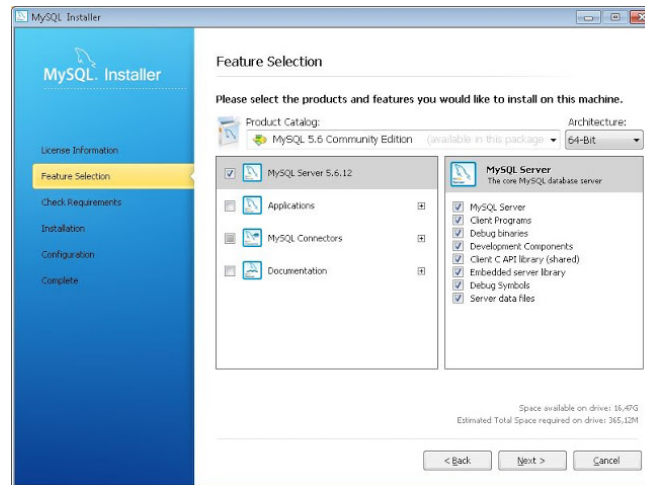 MySQL Installer
MySQL. Installer
License Information
Feature Selection
Check Requirements
Installation
Configuration
Complete
Feature Selection
Please select the products and features you would like to install on this machine.
Product Catalog:
Architecture:
MySQL 5.6 Community Edition (available in this package
64-Bit
MySQL Server 5.6.12
Applications
MySQL Connectors
Documentation
MySQL Server
The core MySQL database server
MySQL Server
Client Programs
Debug binaries
Development Components
Client C API library (shared)
Embedded server library
Debug Symbols
Server data files
Space available on drive: 16,47G
Estimated Total Space required on drive: 365,12M
< Back
Next >
Cancel